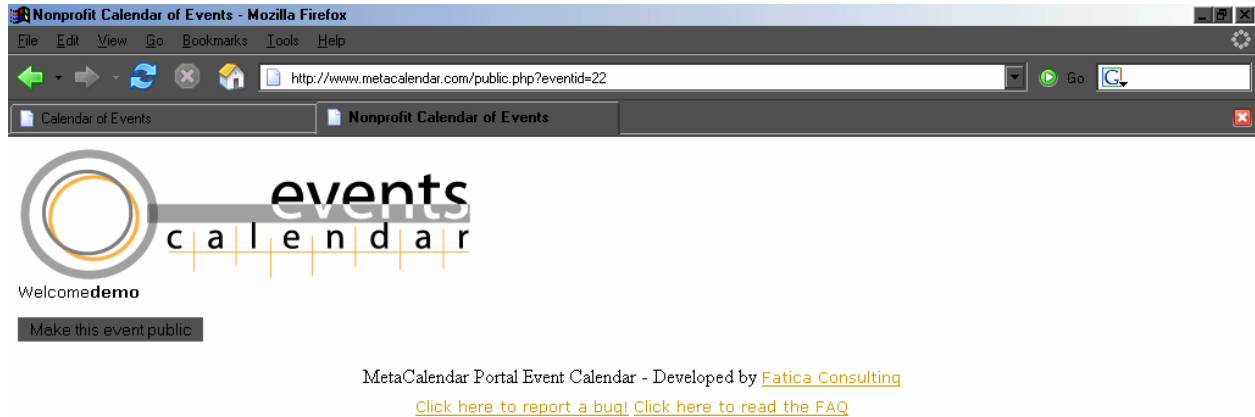 Nonprofit Calendar of Events - Mozilla Firefox
File Edit View Go Bookmarks Tools Help
http://www.metacalendar.com/public.php?eventid=22 Go G
Calendar of Events Nonprofit Calendar of Events
events
calendar
Welcomedemo
Make this event public
MetaCalendar Portal Event Calendar - Developed by Fatica Consulting
Click here to report a bug! Click here to read the FAQ